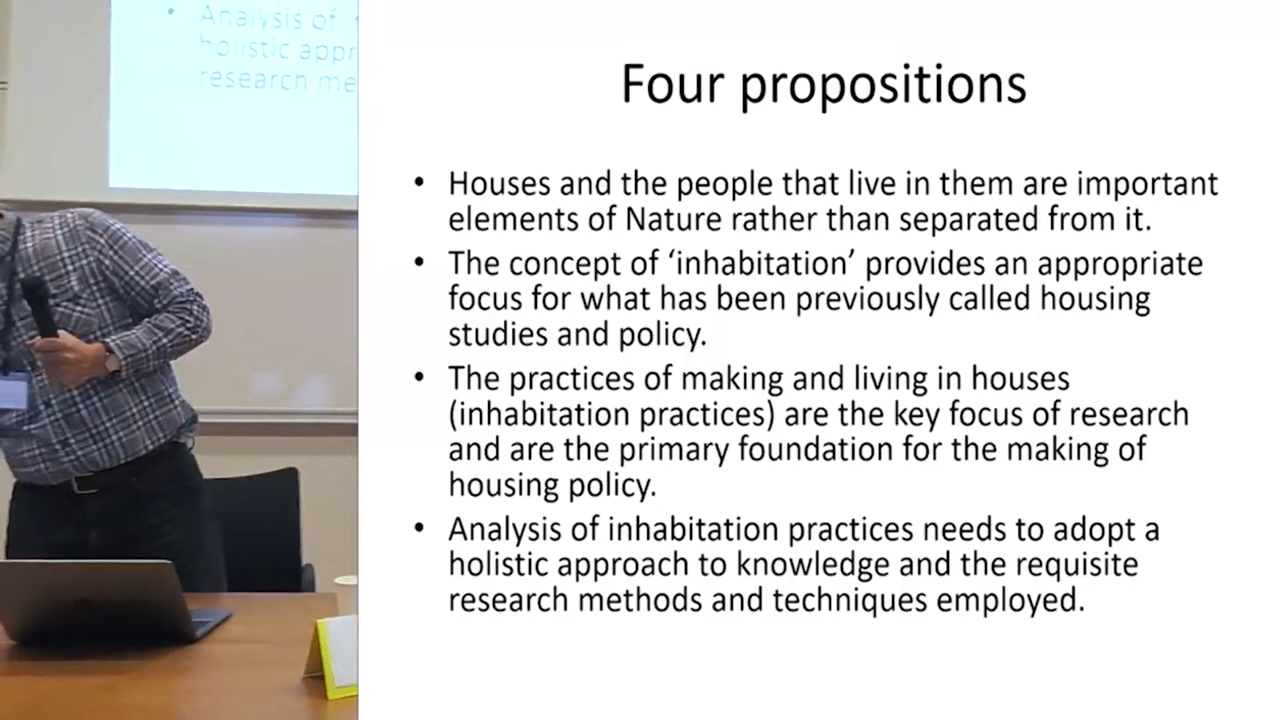 • Analysis of
holistic appr
research me
Four propositions
• Houses and the people that live in them are important
elements of Nature rather than separated from it.
• The concept of ‘inhabitation’ provides an appropriate
focus for what has been previously called housing
studies and policy.
• The practices of making and living in houses
(inhabitation practices) are the key focus of research
and are the primary foundation for the making of
housing policy.
• Analysis of inhabitation practices needs to adopt a
holistic approach to knowledge and the requisite
research methods and techniques employed.